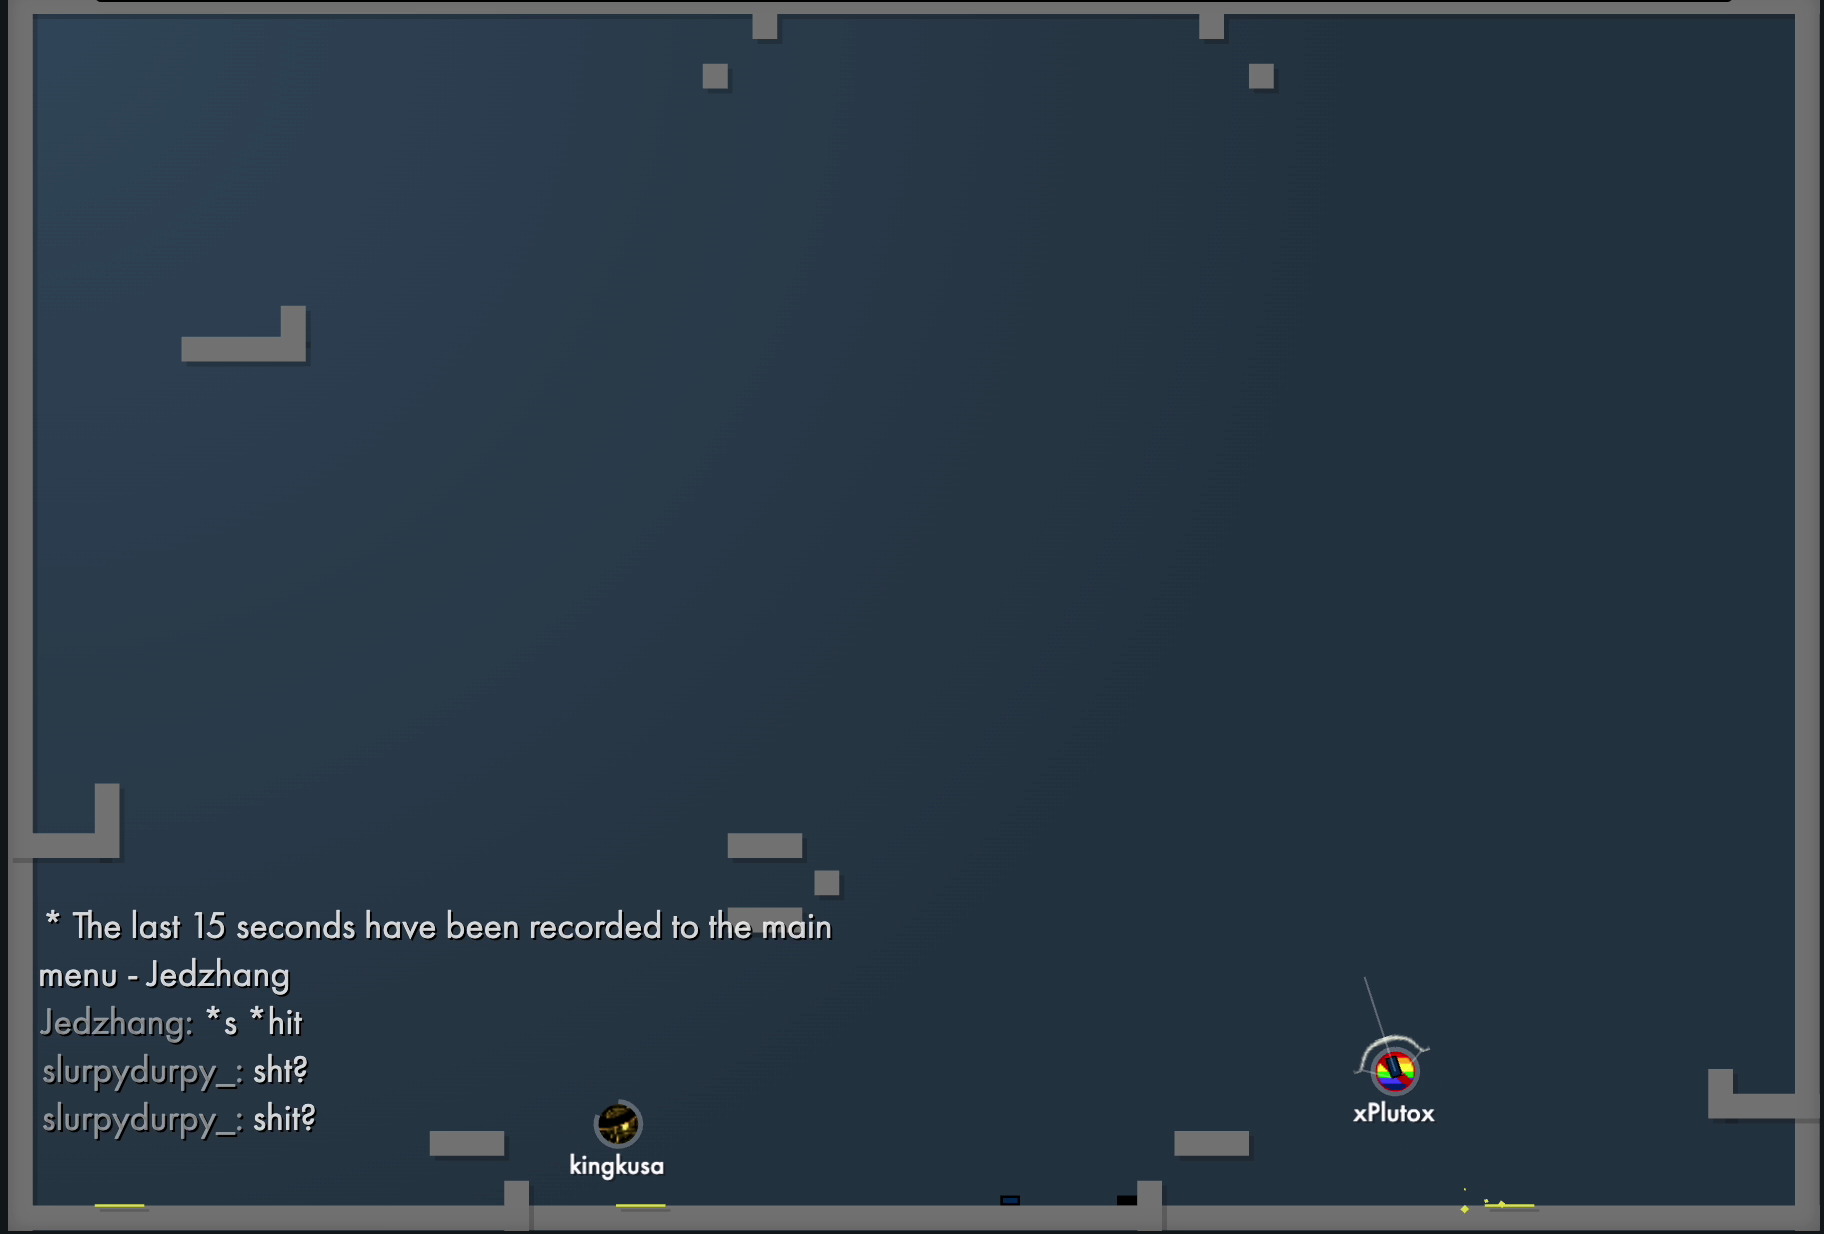 * The last 15 seconds have been recorded to the main
menu - Jedzhang
Jedzhang: *s *hit
slurpydurpy_: sht?
slurpydurpy_: shit?
kingkusa
xPlutox